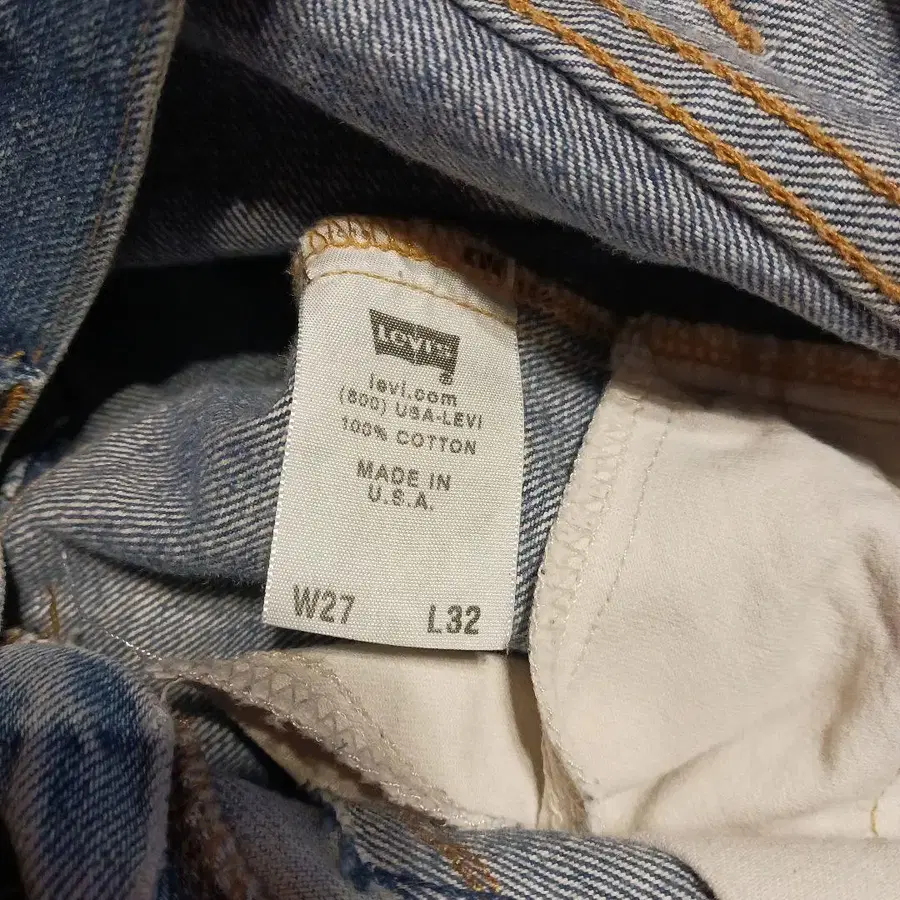 Levi's
levi.com
(800) USA-LEVI
100% COTTON
MADE IN
U.S.A.
W27 L32